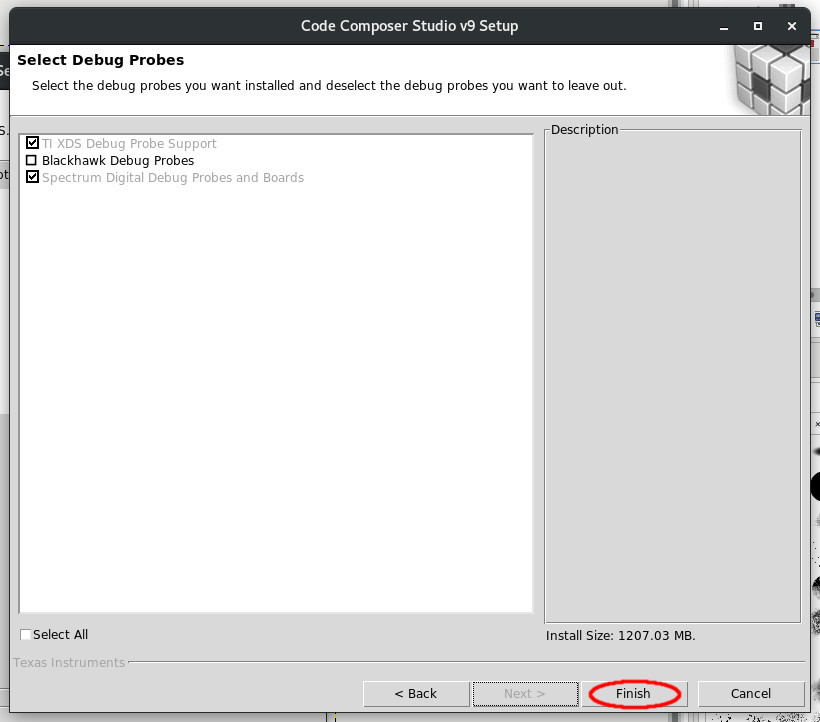 Code Composer Studio v9 Setup
Select Debug Probes
Select the debug probes you want installed and deselect the debug probes you want to leave out.
TI XDS Debug Probe Support
Blackhawk Debug Probes
Spectrum Digital Debug Probes and Boards
Description
Select All
Install Size: 1207.03 MB.
Texas Instruments
< Back
Next >
Finish
Cancel